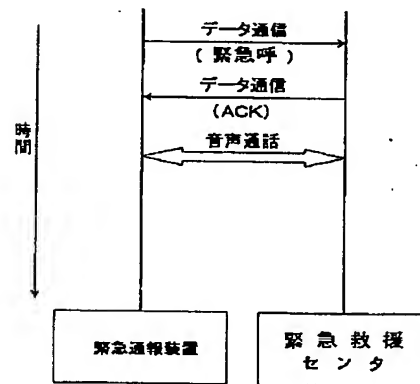 データ通信
(緊急呼)
データ通信
(ACK)
音声通話
時間
緊急通報装置
緊急救援
センタ